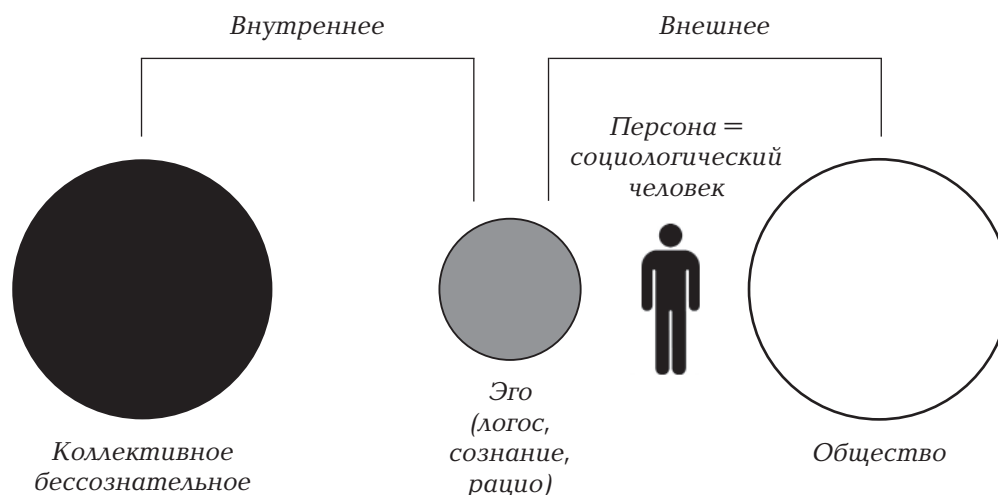 Внутреннее
Внешнее
Персона =
социологический
человек
Эго
(логос,
сознание,
рацио)
Коллективное
бессознательное
Общество